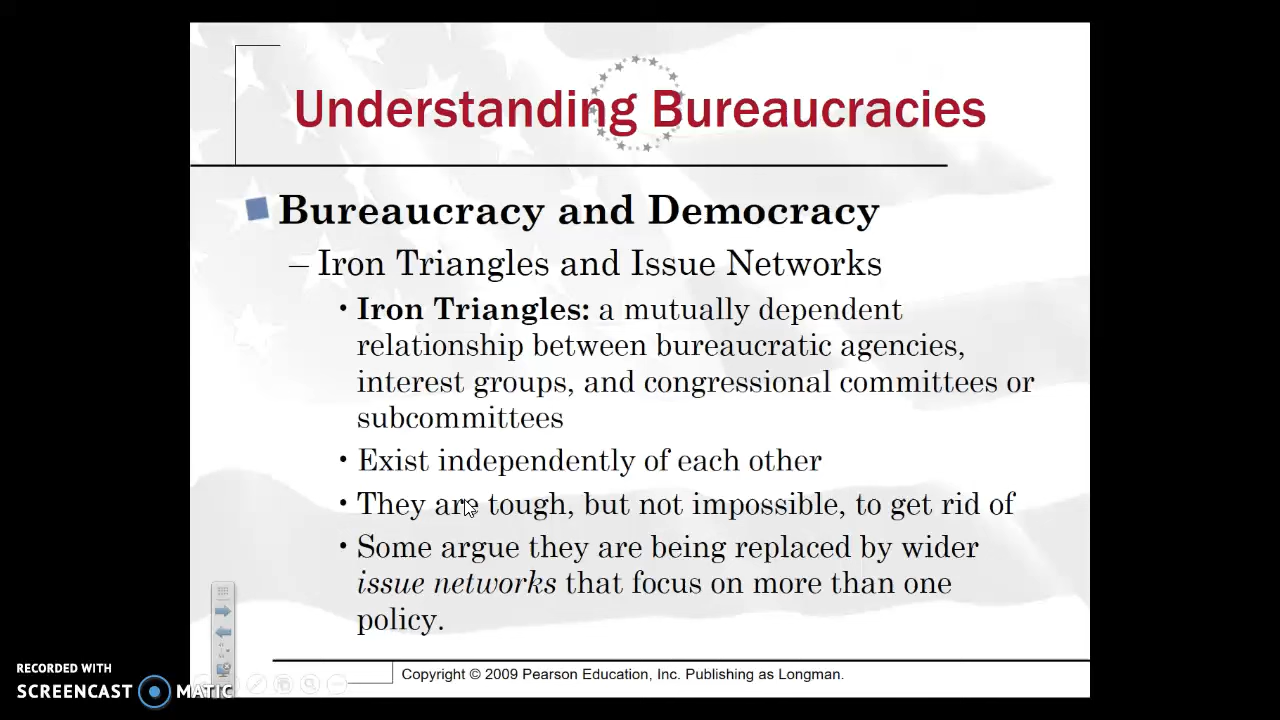 Understanding Bureaucracies
Bureaucracy and Democracy
– Iron Triangles and Issue Networks
• Iron Triangles: a mutually dependent
relationship between bureaucratic agencies,
interest groups, and congressional committees or
subcommittees
• Exist independently of each other
• They are tough, but not impossible, to get rid of
• Some argue they are being replaced by wider
issue networks that focus on more than one
policy.
Copyright © 2009 Pearson Education, Inc. Publishing as Longman.
RECORDED WITH
SCREENCAST MATIC